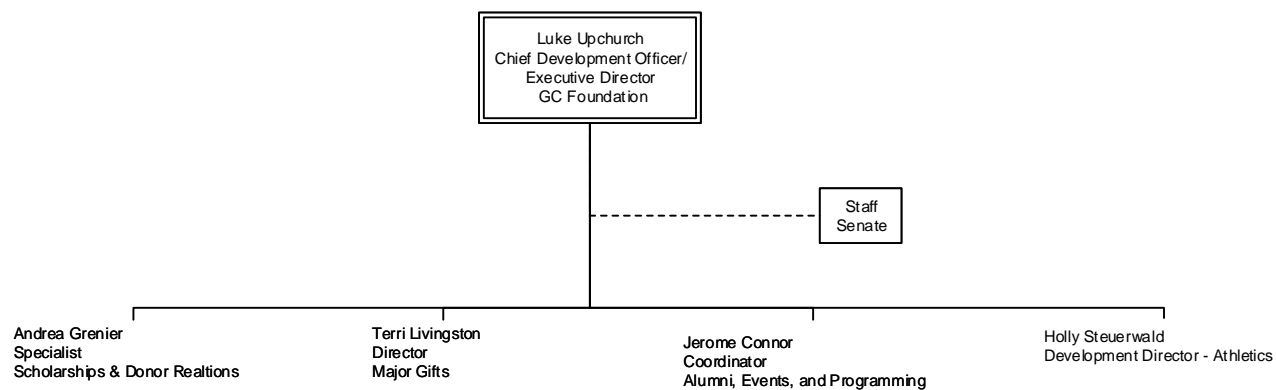 Luke Upchurch
Chief Development Officer/
Executive Director
GC Foundation
Staff
Senate
Andrea Grenier
Specialist
Scholarships & Donor Realtions
Terri Livingston
Director
Major Gifts
Jerome Connor
Coordinator
Alumni, Events, and Programming
Holly Steuerwald
Development Director - Athletics